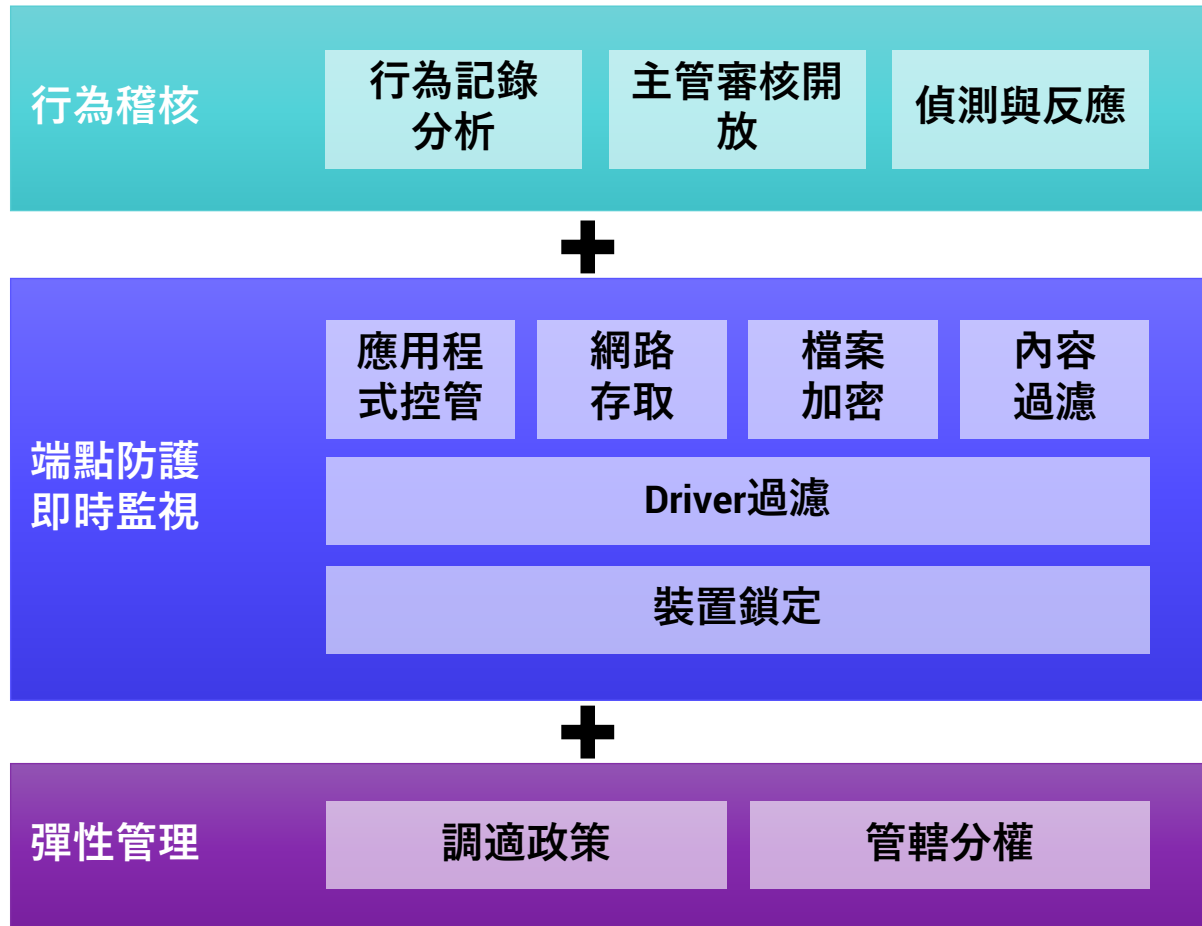 行為稽核
行為記錄
分析
主管審核開
放
偵測與反應
端點防護
即時監視
應用程
式控管
網路
存取
檔案
加密
內容
過濾
Driver過濾
裝置鎖定
彈性管理
調適政策
管轄分權